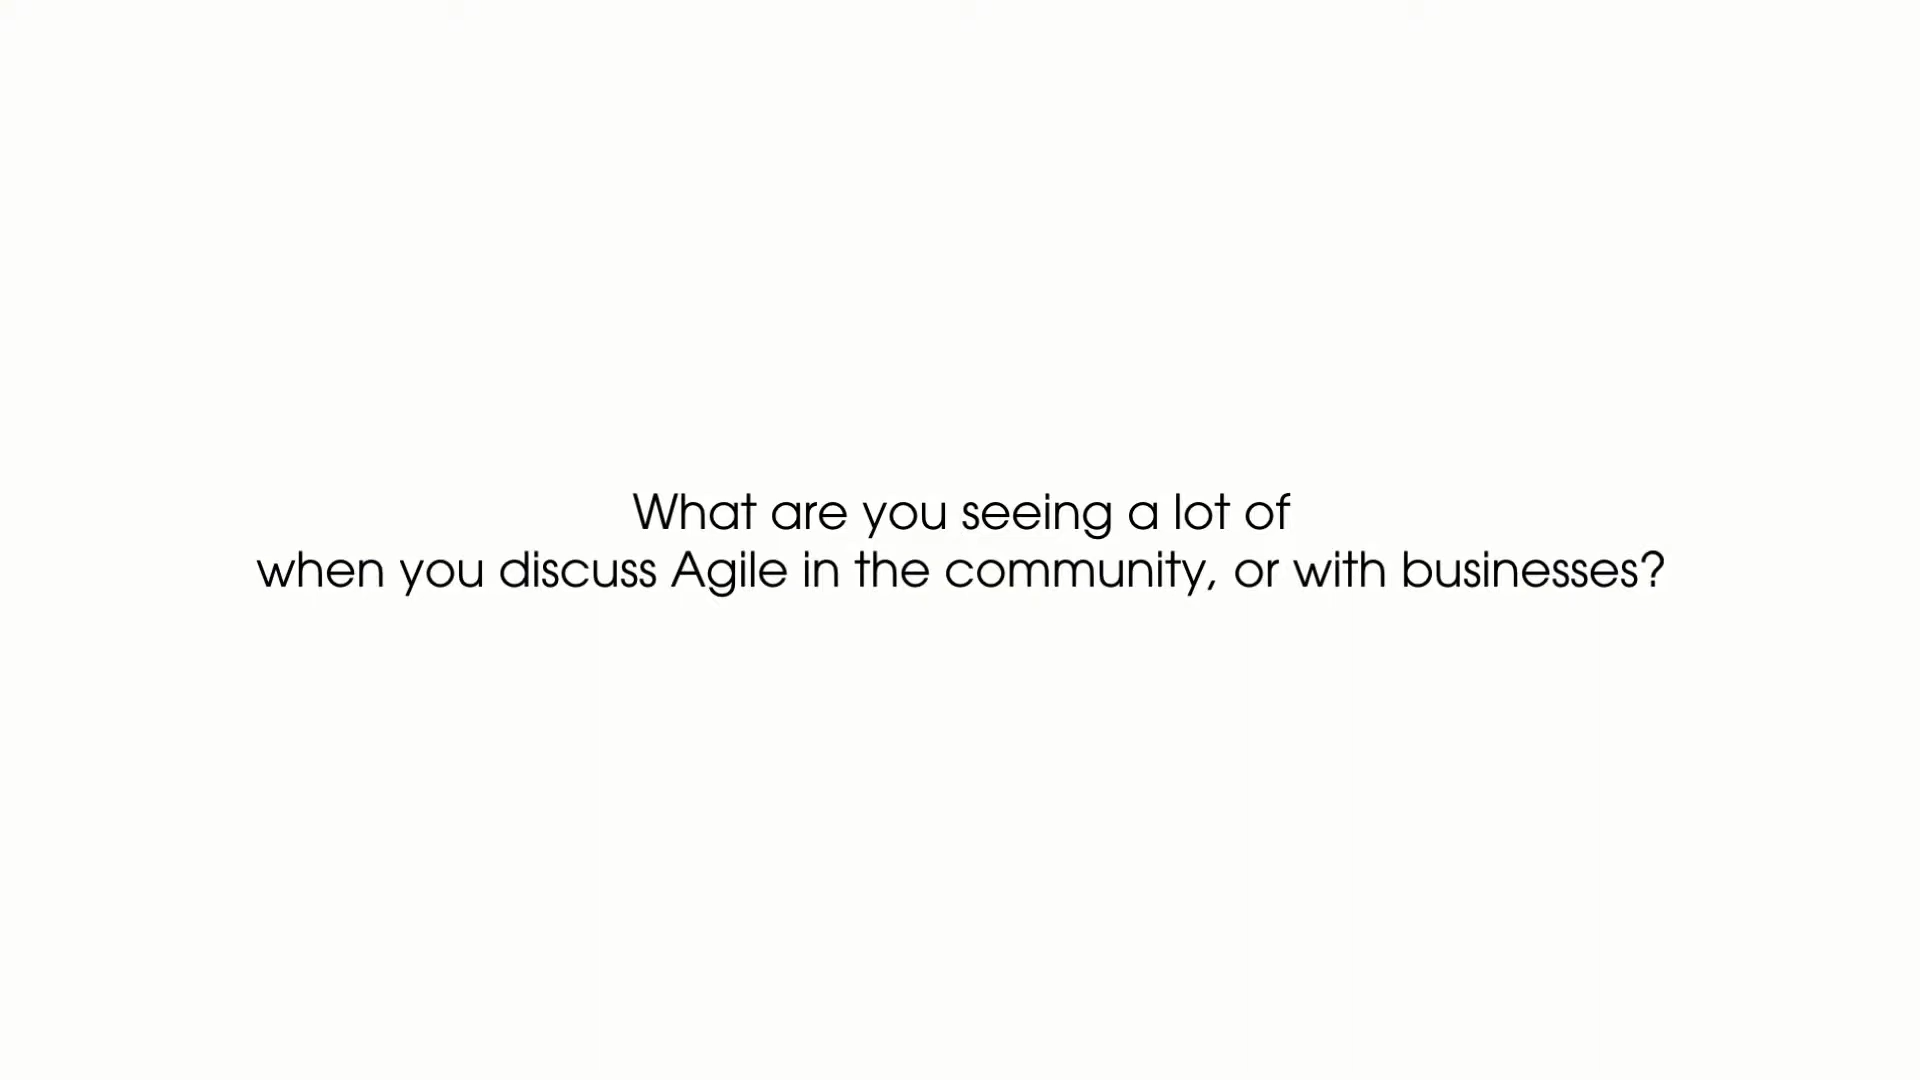 What are you seeing a lot of
when you discuss Agile in the community, or with businesses?